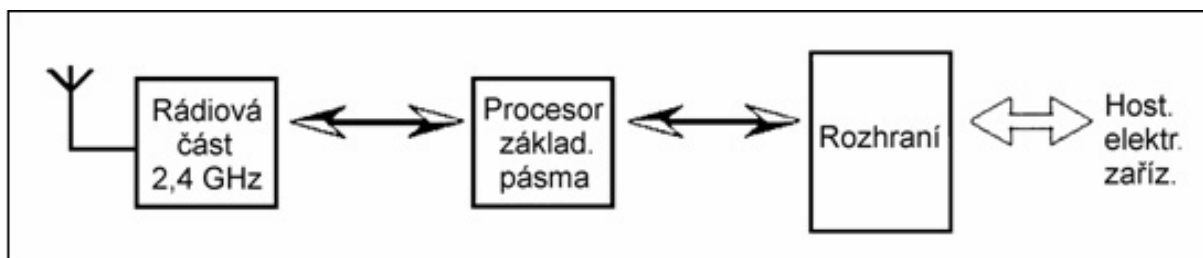 Rádiová
část
2,4 GHz
Procesor
základ.
pásma
Rozhraní
Host.
elektr.
zaříz.